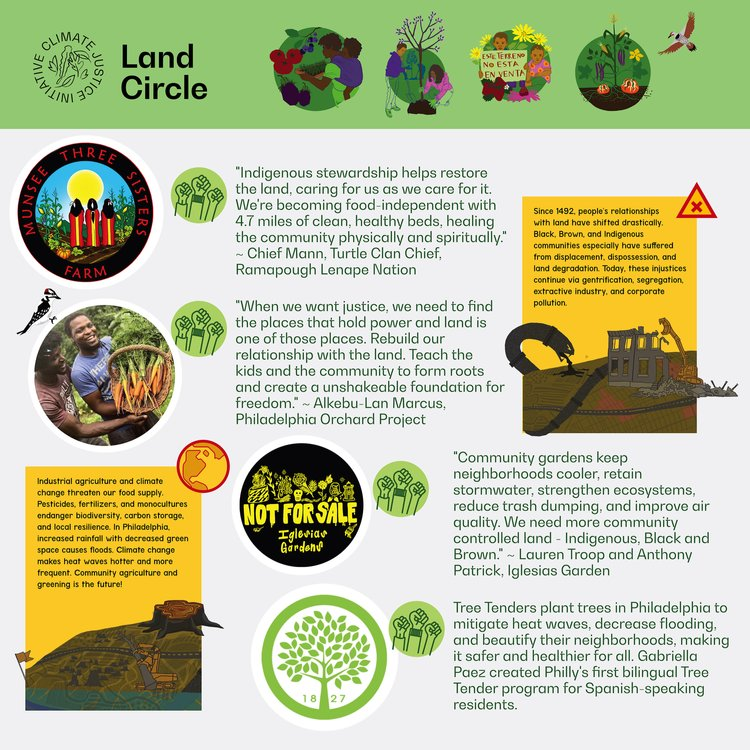 CLIMATE JUSTICE INITIATIVE
Land
Circle
ESTE TERRENO
NO ESTA
EN VENTA
MUNSEE THREE SISTERS
FARM
"Indigenous stewardship helps restore
the land, caring for us as we care for it.
We're becoming food-independent with
4.7 miles of clean, healthy beds, healing
the community physically and spiritually."
~ Chief Mann, Turtle Clan Chief,
Ramapough Lenape Nation
Since 1492, people's relationships
with land have shifted drastically.
Black, Brown, and Indigenous
communities especially have suffered
from displacement, dispossession, and
land degradation. Today, these injustices
continue via gentrification, segregation,
extractive industry, and corporate
pollution.
"When we want justice, we need to find
the places that hold power and land is
one of those places. Rebuild our
relationship with the land. Teach the
kids and the community to form roots
and create a unshakeable foundation for
freedom." ~ Alkebu-Lan Marcus,
Philadelphia Orchard Project
Industrial agriculture and climate
change threaten our food supply.
Pesticides, fertilizers, and monocultures
endanger biodiversity, carbon storage,
and local resilience. In Philadelphia,
increased rainfall with decreased green
space causes floods. Climate change
makes heat waves hotter and more
frequent. Community agriculture and
greening is the future!
NOT FOR SALE
Iglesias
Gardens
"Community gardens keep
neighborhoods cooler, retain
stormwater, strengthen ecosystems,
reduce trash dumping, and improve air
quality. We need more community
controlled land - Indigenous, Black and
Brown." ~ Lauren Troop and Anthony
Patrick, Iglesias Garden
18 27
Tree Tenders plant trees in Philadelphia to
mitigate heat waves, decrease flooding,
and beautify their neighborhoods, making
it safer and healthier for all. Gabriella
Paez created Philly's first bilingual Tree
Tender program for Spanish-speaking
residents.